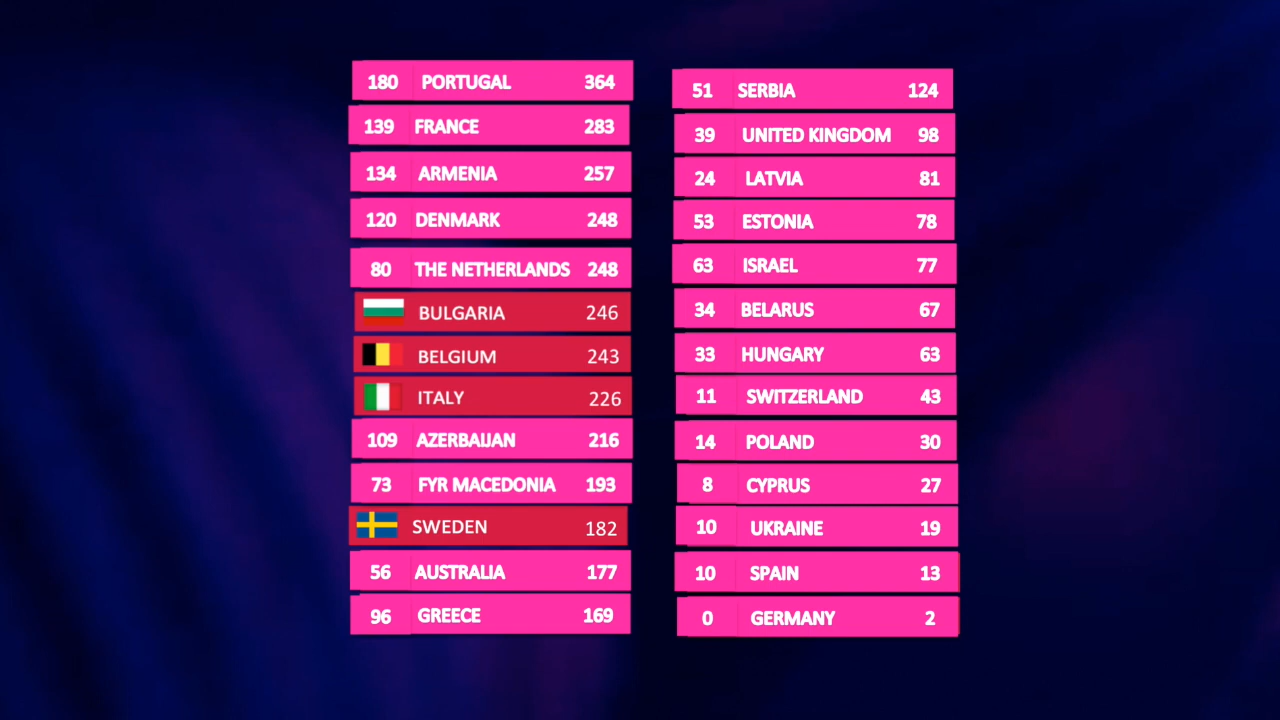 180 PORTUGAL 364
139 FRANCE 283
134 ARMENIA 257
120 DENMARK 248
80 THE NETHERLANDS 248
BULGARIA 246
BELGIUM 243
ITALY 226
109 AZERBAIJAN 216
73 FYR MACEDONIA 193
SWEDEN 182
56 AUSTRALIA 177
96 GREECE 169
51 SERBIA 124
39 UNITED KINGDOM 98
24 LATVIA 81
53 ESTONIA 78
63 ISRAEL 77
34 BELARUS 67
33 HUNGARY 63
11 SWITZERLAND 43
14 POLAND 30
8 CYPRUS 27
10 UKRAINE 19
10 SPAIN 13
0 GERMANY 2